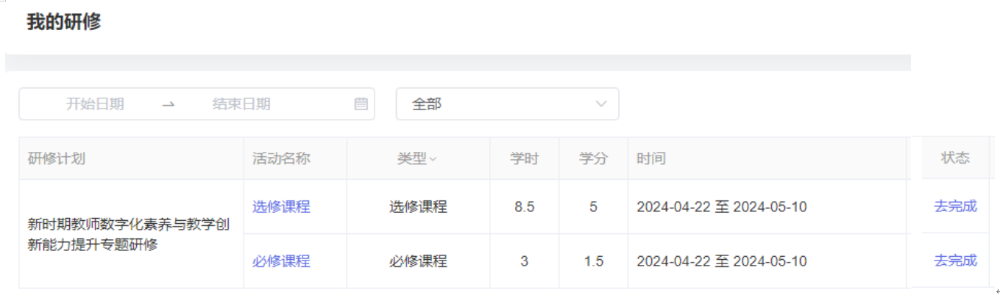 我的研修
开始日期 → 结束日期 全部
研修计划 活动名称 类型 学时 学分 时间 状态
选修课程 选修课程 8.5 5 2024-04-22 至 2024-05-10 去完成
新时期教师数字化素养与教学创
新能力提升专题研修
必修课程 必修课程 3 1.5 2024-04-22 至 2024-05-10 去完成